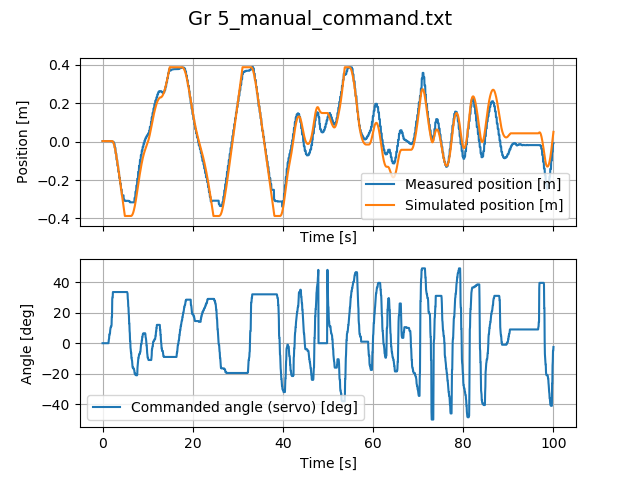 Gr 5_manual_command.txt
0.4
0.2
0.0
−0.2
−0.4
Position [m]
Measured position [m]
Simulated position [m]
Time [s]
40
20
0
−20
−40
Angle [deg]
Commanded angle (servo) [deg]
0 20 40 60 80 100
Time [s]